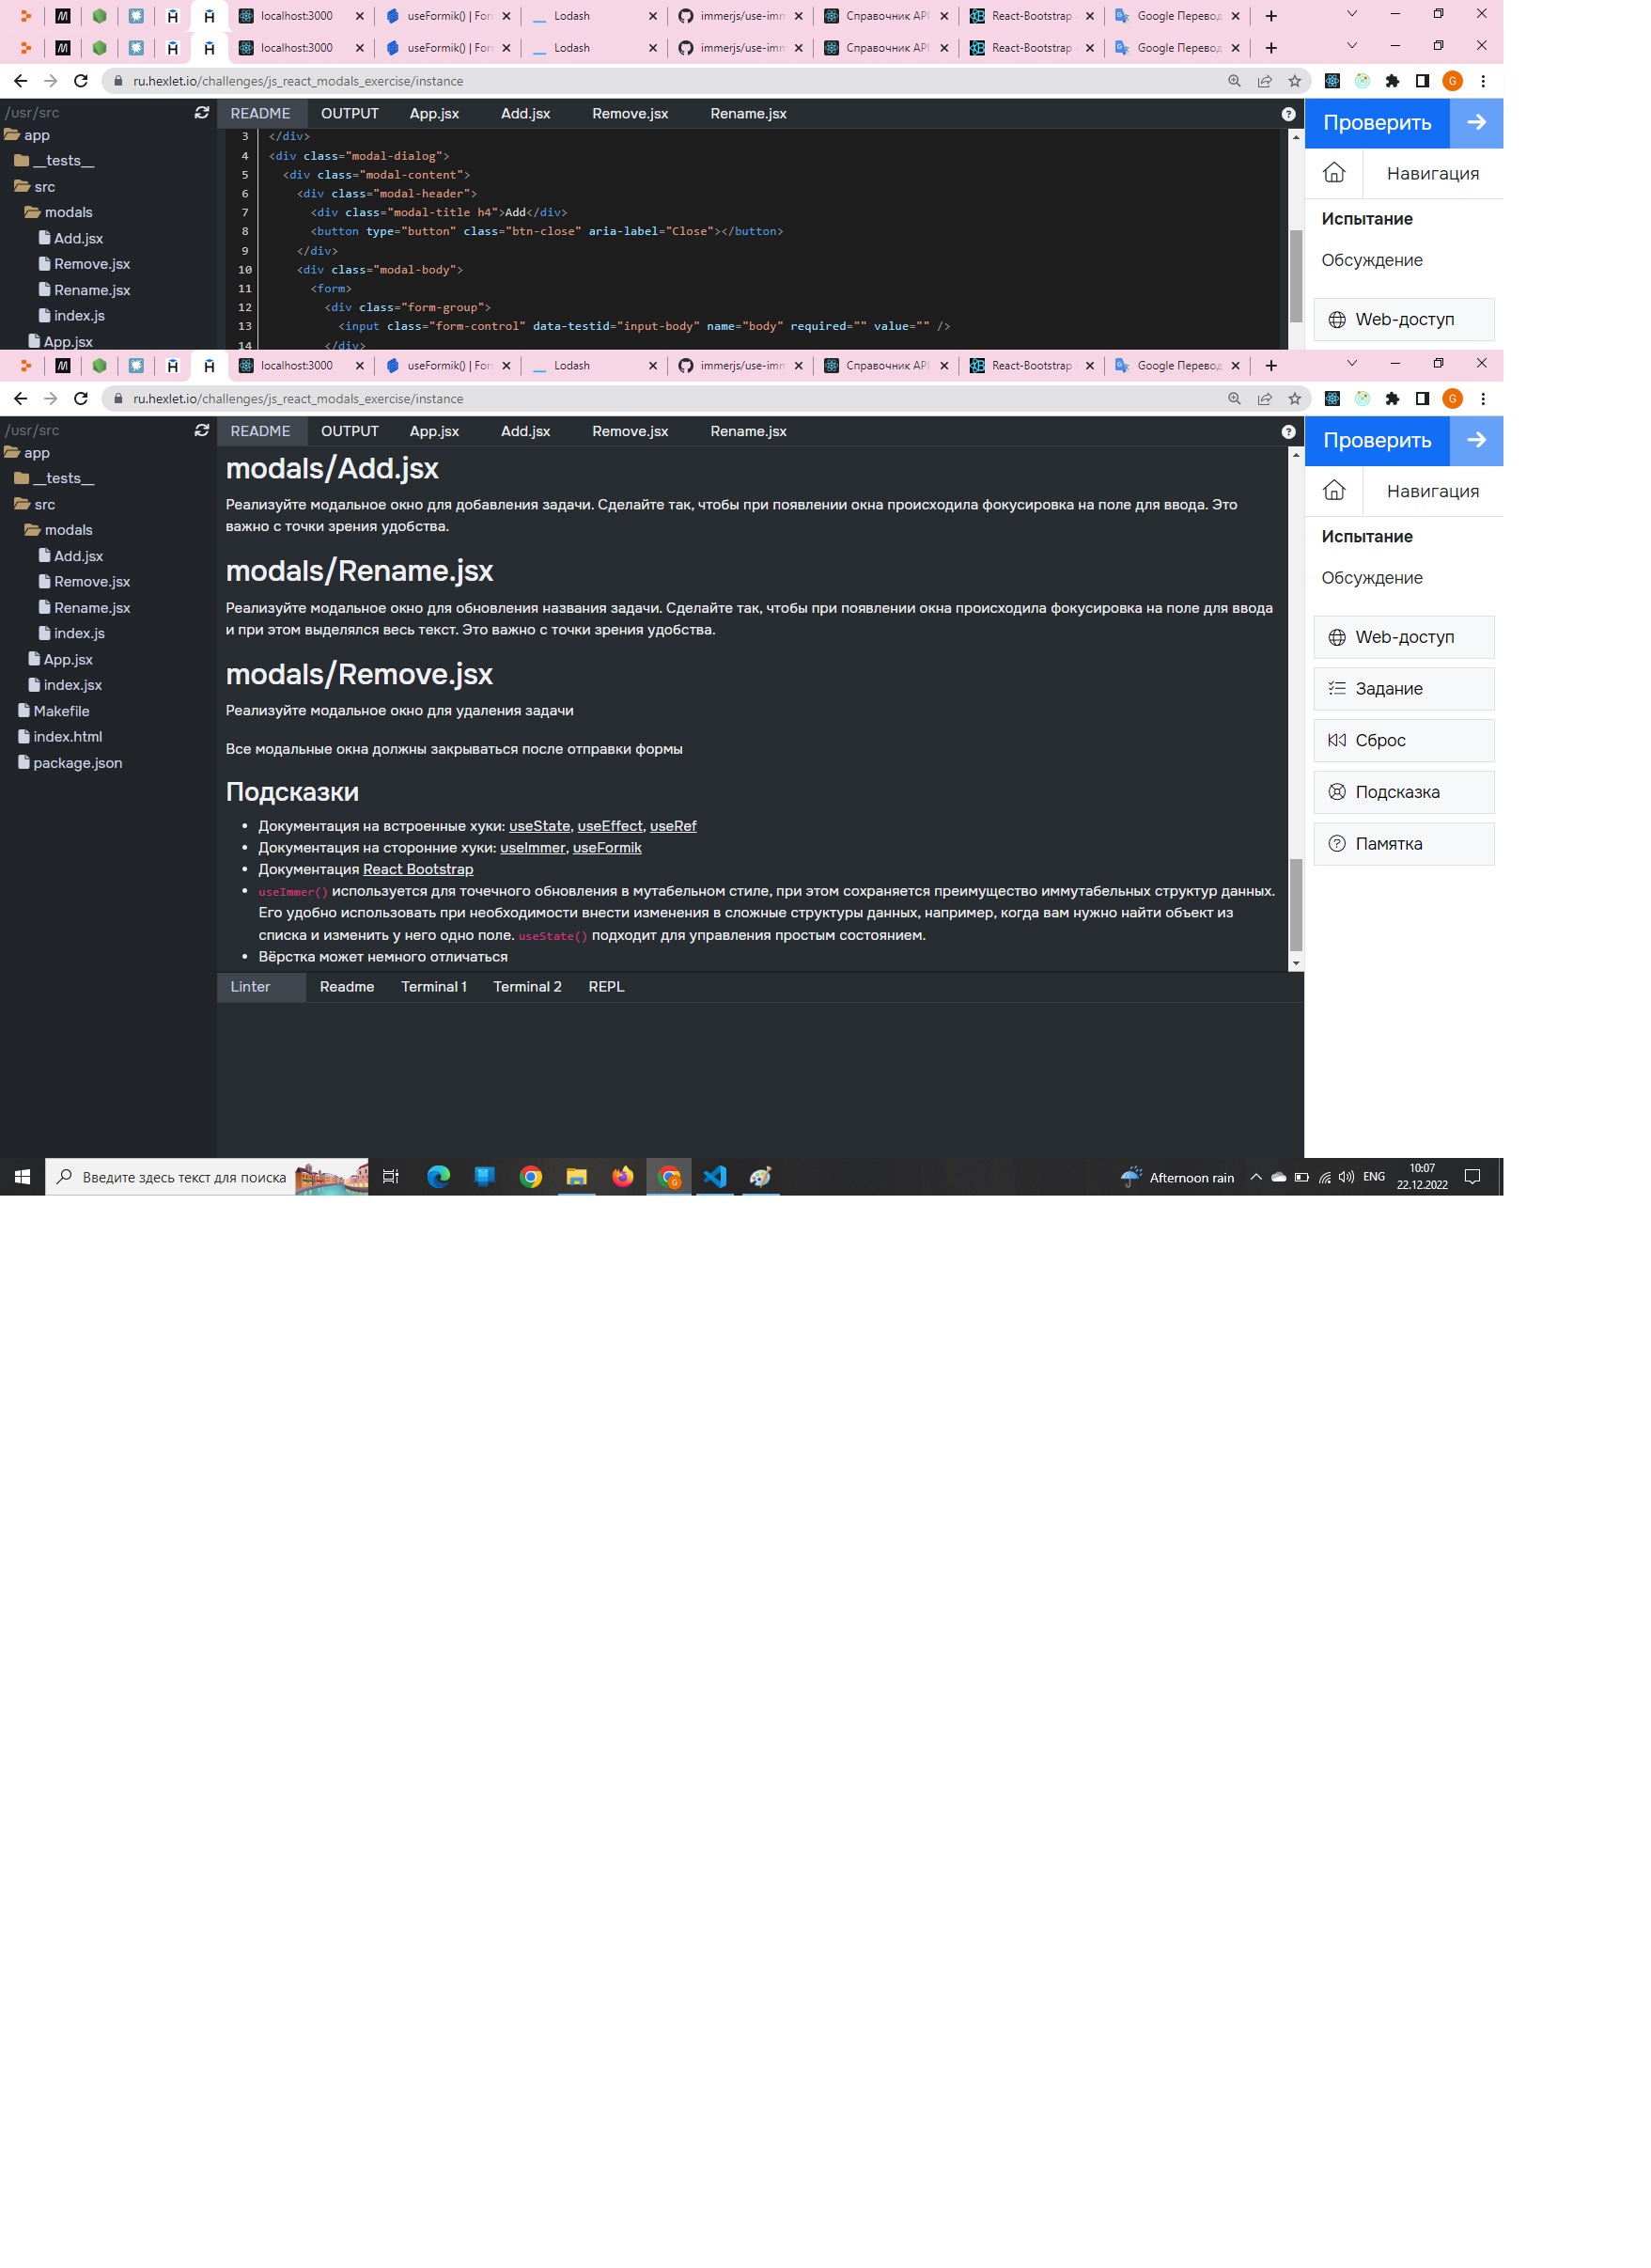 localhost:3000
useFormik() | For
Lodash
immerjs/use-imm
Справочник API
React-Bootstrap
Google Перевод
localhost:3000
useFormik() | For
Lodash
immerjs/use-imm
Справочник API
React-Bootstrap
Google Перевод
ru.hexlet.io/challenges/js_react_modals_exercise/instance
G
/usr/src
README OUTPUT App.jsx Add.jsx Remove.jsx Rename.jsx
Проверить
app
__tests__
src
modals
Add.jsx
Remove.jsx
Rename.jsx
index.js
App.jsx
3 </div>
4 <div class="modal-dialog">
5 <div class="modal-content">
6 <div class="modal-header">
7 <div class="modal-title h4">Add</div>
8 <button type="button" class="btn-close" aria-label="Close"></button>
9 </div>
10 <div class="modal-body">
11 <form>
12 <div class="form-group">
13 <input class="form-control" data-testid="input-body" name="body" required="" value="" />
14 </div>
Навигация
Испытание
Обсуждение
Web-доступ
localhost:3000
useFormik() | For
Lodash
immerjs/use-imm
Справочник API
React-Bootstrap
Google Перевод
ru.hexlet.io/challenges/js_react_modals_exercise/instance
G
/usr/src
README OUTPUT App.jsx Add.jsx Remove.jsx Rename.jsx
Проверить
app
__tests__
src
modals
Add.jsx
Remove.jsx
Rename.jsx
index.js
App.jsx
index.jsx
Makefile
index.html
package.json
modals/Add.jsx
Реализуйте модальное окно для добавления задачи. Сделайте так, чтобы при появлении окна происходила фокусировка на поле для ввода. Это
важно с точки зрения удобства.
modals/Rename.jsx
Реализуйте модальное окно для обновления названия задачи. Сделайте так, чтобы при появлении окна происходила фокусировка на поле для ввода
и при этом выделялся весь текст. Это важно с точки зрения удобства.
modals/Remove.jsx
Реализуйте модальное окно для удаления задачи
Все модальные окна должны закрываться после отправки формы
Подсказки
• Документация на встроенные хуки: useState, useEffect, useRef
• Документация на сторонние хуки: useImmer, useFormik
• Документация React Bootstrap
• useImmer() используется для точечного обновления в мутабельном стиле, при этом сохраняется преимущество иммутабельных структур данных.
Его удобно использовать при необходимости внести изменения в сложные структуры данных, например, когда вам нужно найти объект из
списка и изменить у него одно поле. useState() подходит для управления простым состоянием.
• Вёрстка может немного отличаться
Навигация
Испытание
Обсуждение
Web-доступ
Задание
Сброс
Подсказка
Памятка
Linter Readme Terminal 1 Terminal 2 REPL
Введите здесь текст для поиска
G
Afternoon rain
ENG
10:07
22.12.2022